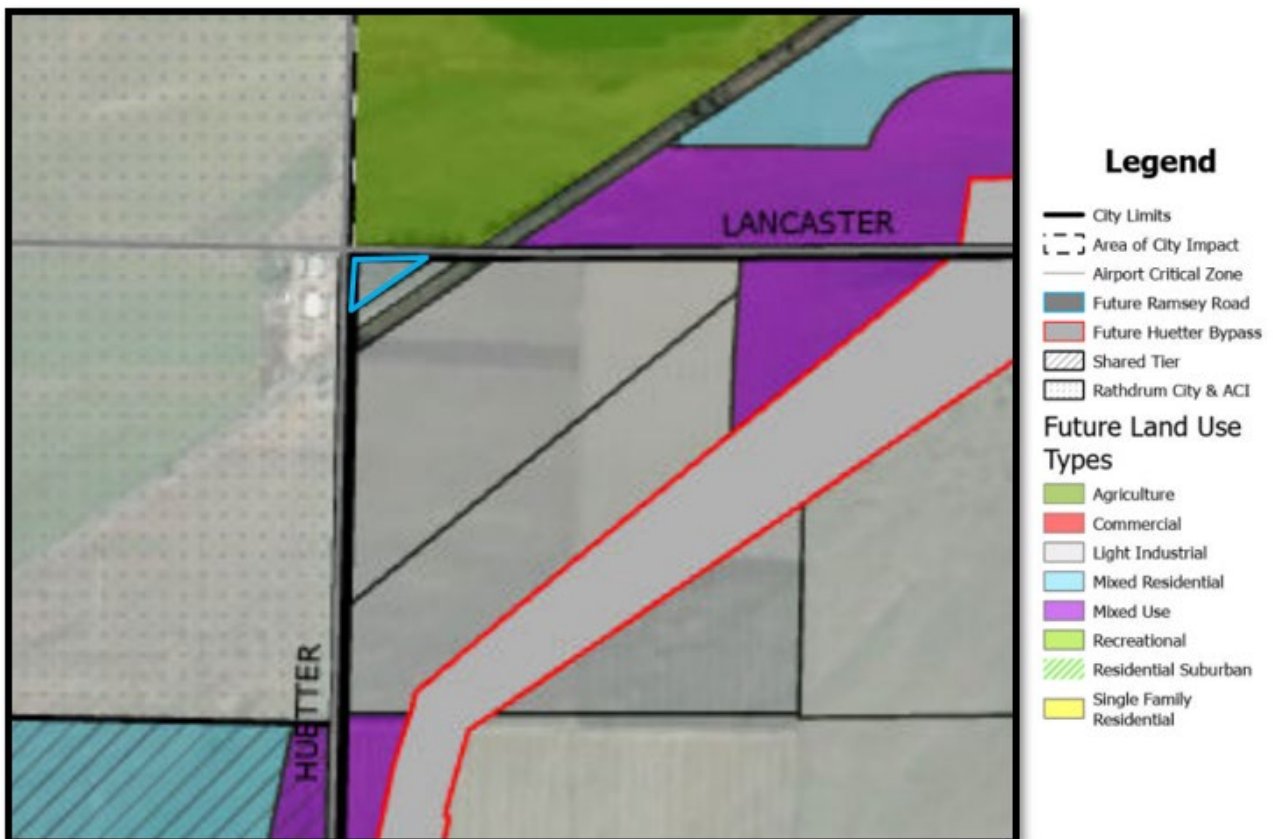 LANCASTER
HUETTER
Legend
City Limits
Area of City Impact
Airport Critical Zone
Future Ramsey Road
Future Huetter Bypass
Shared Tier
Rathdrum City & ACI
Future Land Use
Types
Agriculture
Commercial
Light Industrial
Mixed Residential
Mixed Use
Recreational
Residential Suburban
Single Family
Residential